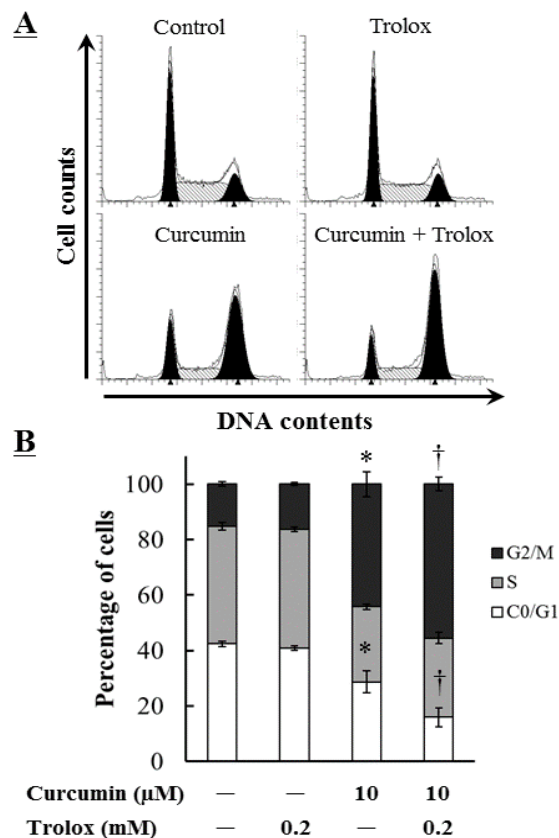 A
Control
Trolox
Curcumin
Curcumin + Trolox
Cell counts
DNA contents
B
*
†
100
80
60
40
20
0
Percentage of cells
*
†
G2/M
S
C0/G1
Curcumin (μM) — — 10 10
Trolox (mM) — 0.2 — 0.2